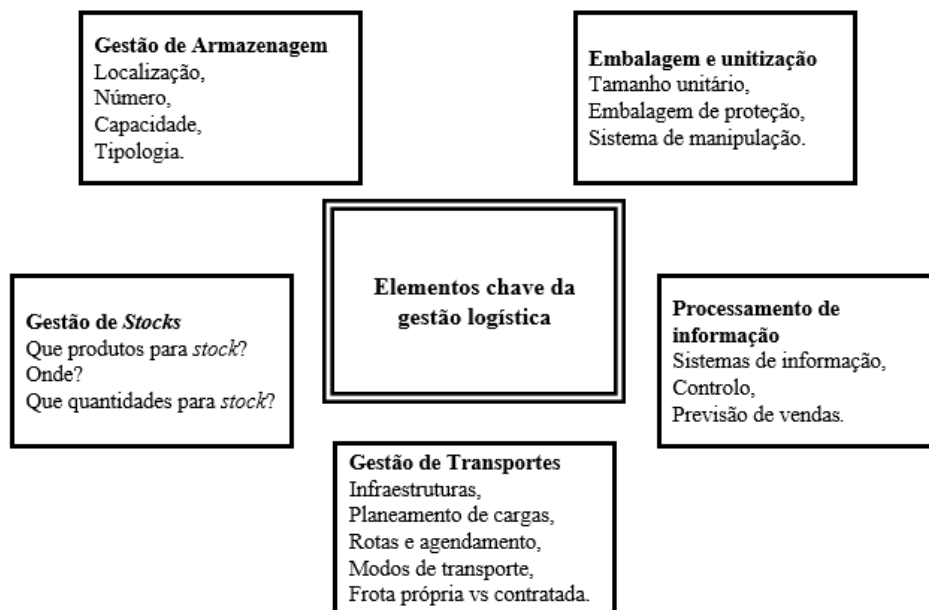 Gestão de Armazenagem
Localização,
Número,
Capacidade,
Tipologia.
Embalagem e unitização
Tamanho unitário,
Embalagem de proteção,
Sistema de manipulação.
Elementos chave da
gestão logística
Gestão de Stocks
Que produtos para stock?
Onde?
Que quantidades para stock?
Processamento de
informação
Sistemas de informação,
Controlo,
Previsão de vendas.
Gestão de Transportes
Infraestruturas,
Planeamento de cargas,
Rotas e agendamento,
Modos de transporte,
Frota própria vs contratada.